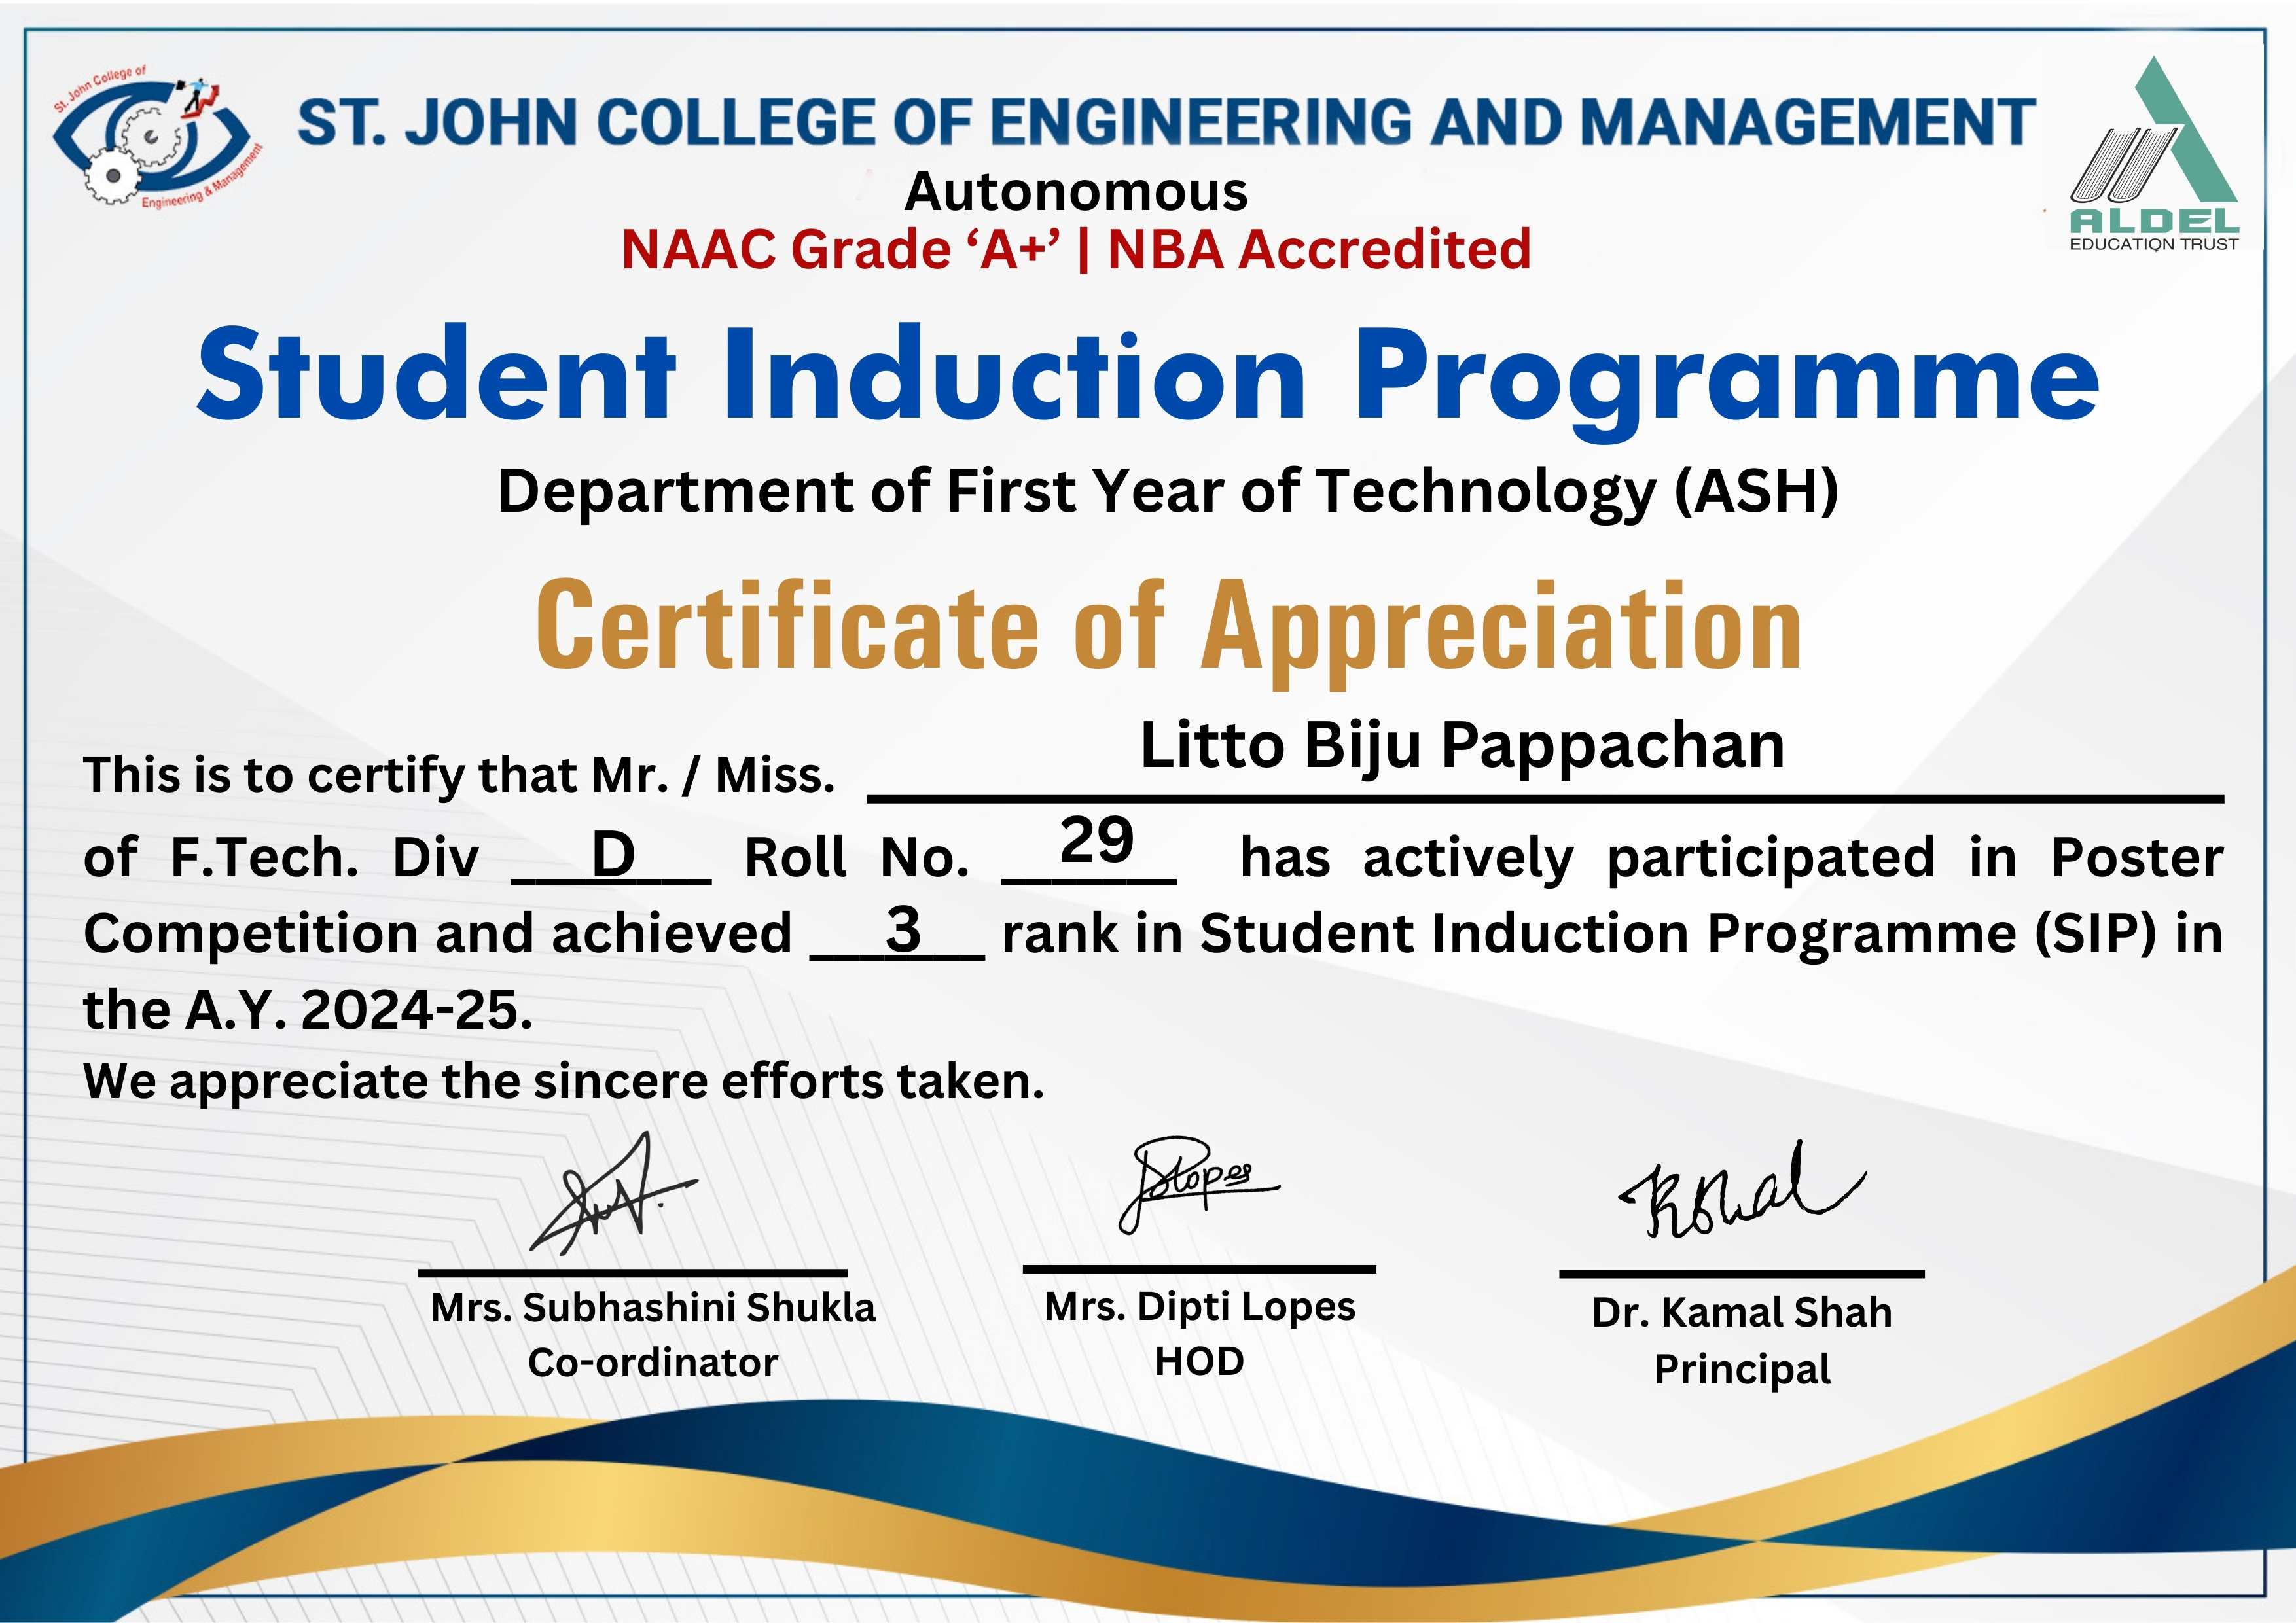 St. John College of
Engineering & Management
ST. JOHN COLLEGE OF ENGINEERING AND MANAGEMENT
Autonomous
NAAC Grade ‘A+’ | NBA Accredited
ALDEL
EDUCATION TRUST
Student Induction Programme
Department of First Year of Technology (ASH)
Certificate of Appreciation
This is to certify that Mr. / Miss. Litto Biju Pappachan
of F.Tech. Div D Roll No. 29 has actively participated in Poster
Competition and achieved 3 rank in Student Induction Programme (SIP) in
the A.Y. 2024-25.
We appreciate the sincere efforts taken.
Mrs. Subhashini Shukla
Co-ordinator
Mrs. Dipti Lopes
HOD
Dr. Kamal Shah
Principal